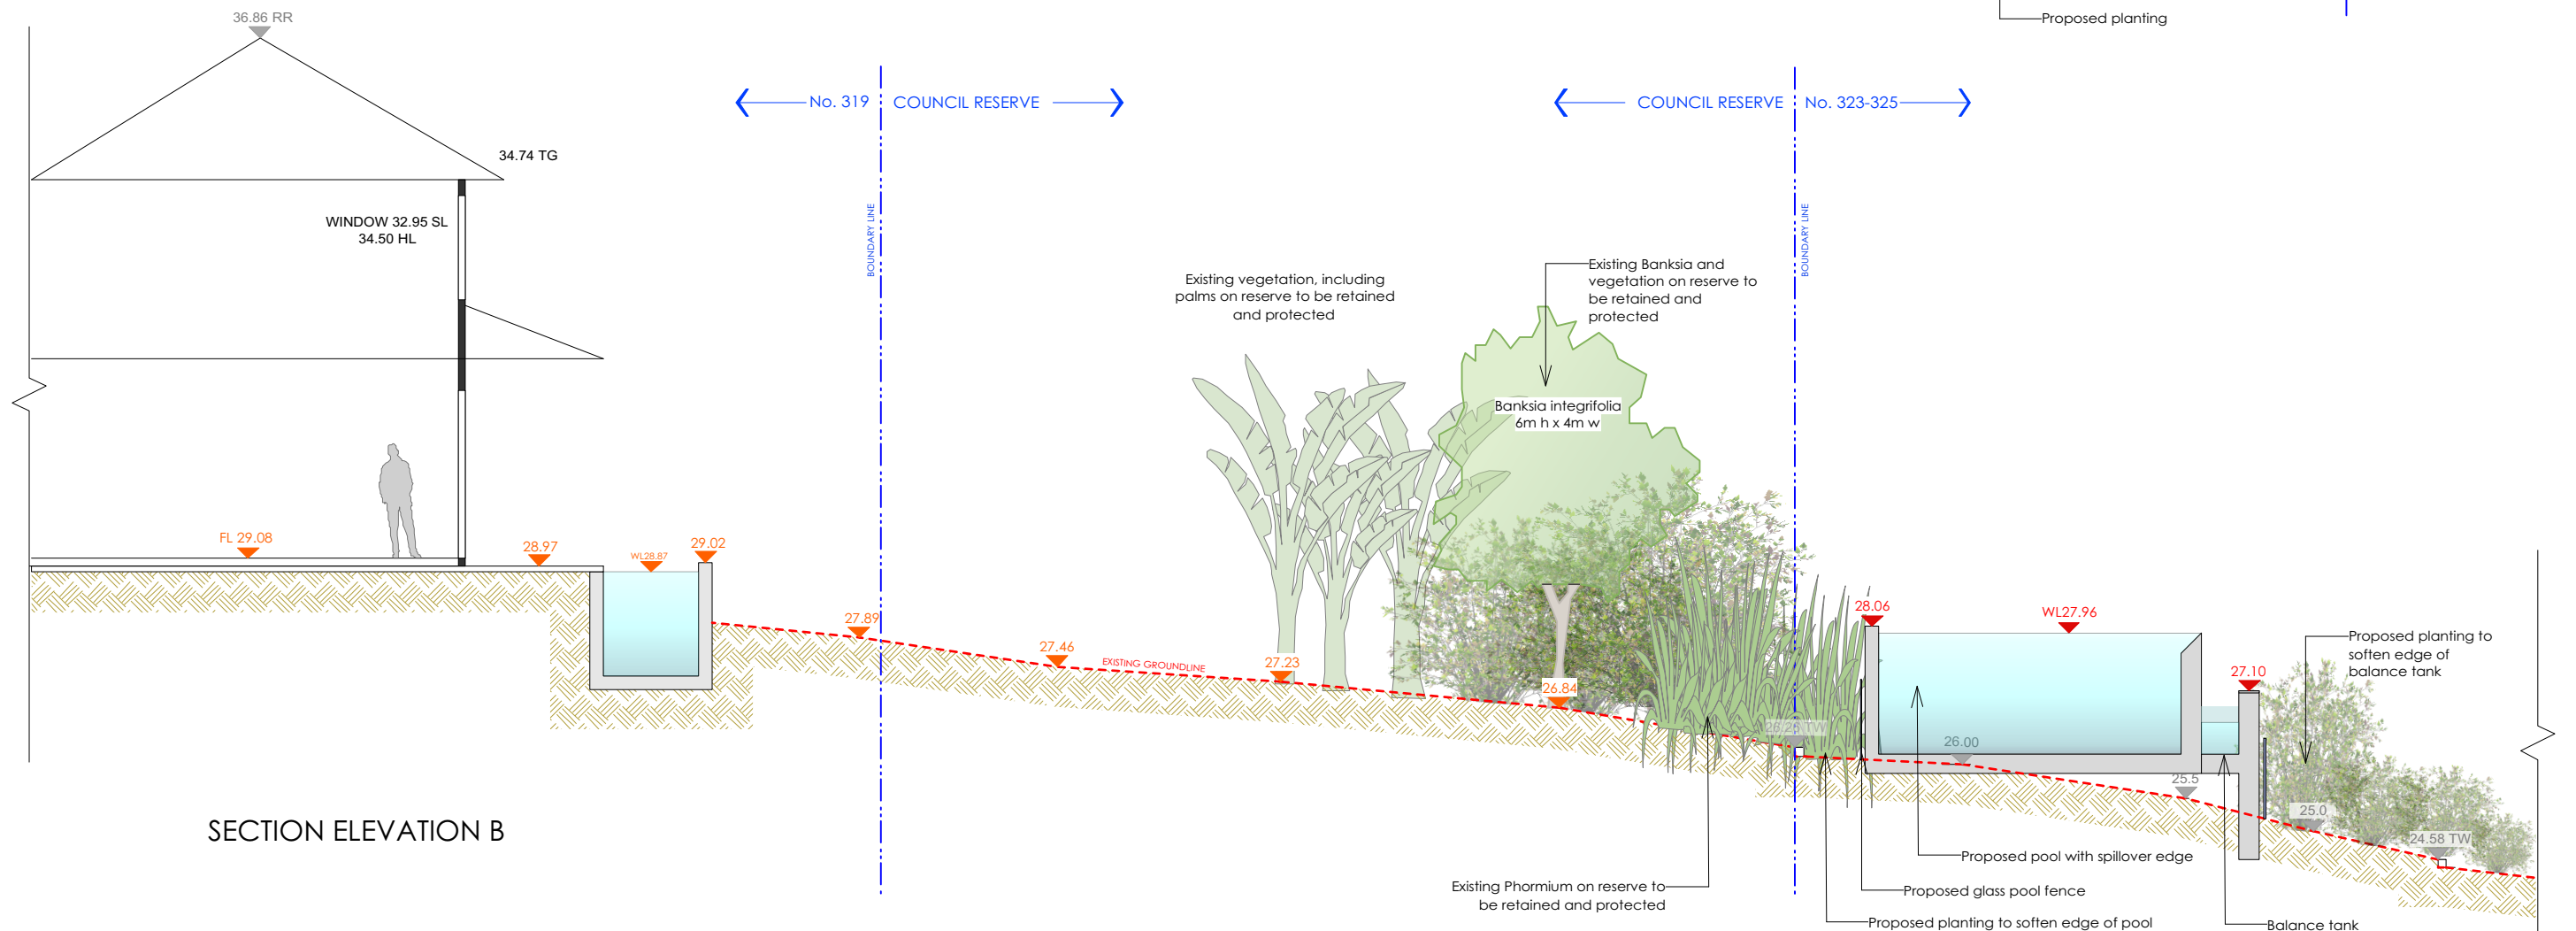 36.86 RR
Proposed planting
No. 319
COUNCIL RESERVE
COUNCIL RESERVE
No. 323-325
34.74 TG
WINDOW 32.95 SL
34.50 HL
BOUNDARY LINE
BOUNDARY LINE
Existing vegetation, including
palms on reserve to be retained
and protected
Existing Banksia and
vegetation on reserve to
be retained and
protected
Banksia integrifolia
6m h x 4m w
FL 29.08
28.97
WL28.87
29.02
27.89
27.46
EXISTING GROUNDLINE
27.23
26.84
26.26 TW
28.06
WL27.96
26.00
27.10
25.5
25.0
24.58 TW
Proposed planting to
soften edge of
balance tank
SECTION ELEVATION B
Existing Phormium on reserve to
be retained and protected
Proposed pool with spillover edge
Proposed glass pool fence
Proposed planting to soften edge of pool
Balance tank